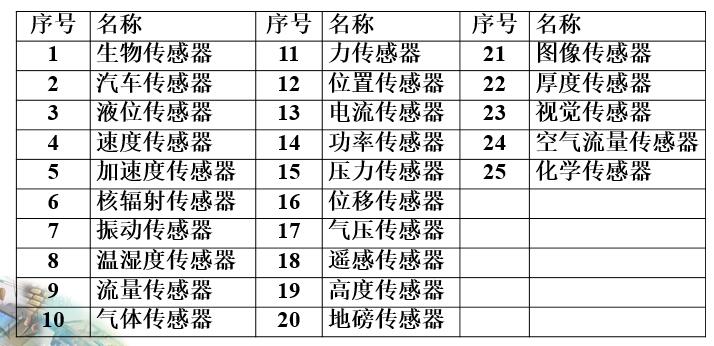 序号 名称 序号 名称 序号 名称
1 生物传感器 11 力传感器 21 图像传感器
2 汽车传感器 12 位置传感器 22 厚度传感器
3 液位传感器 13 电流传感器 23 视觉传感器
4 速度传感器 14 功率传感器 24 空气流量传感器
5 加速度传感器 15 压力传感器 25 化学传感器
6 核辐射传感器 16 位移传感器
7 振动传感器 17 气压传感器
8 温湿度传感器 18 遥感传感器
9 流量传感器 19 高度传感器
10 气体传感器 20 地磅传感器